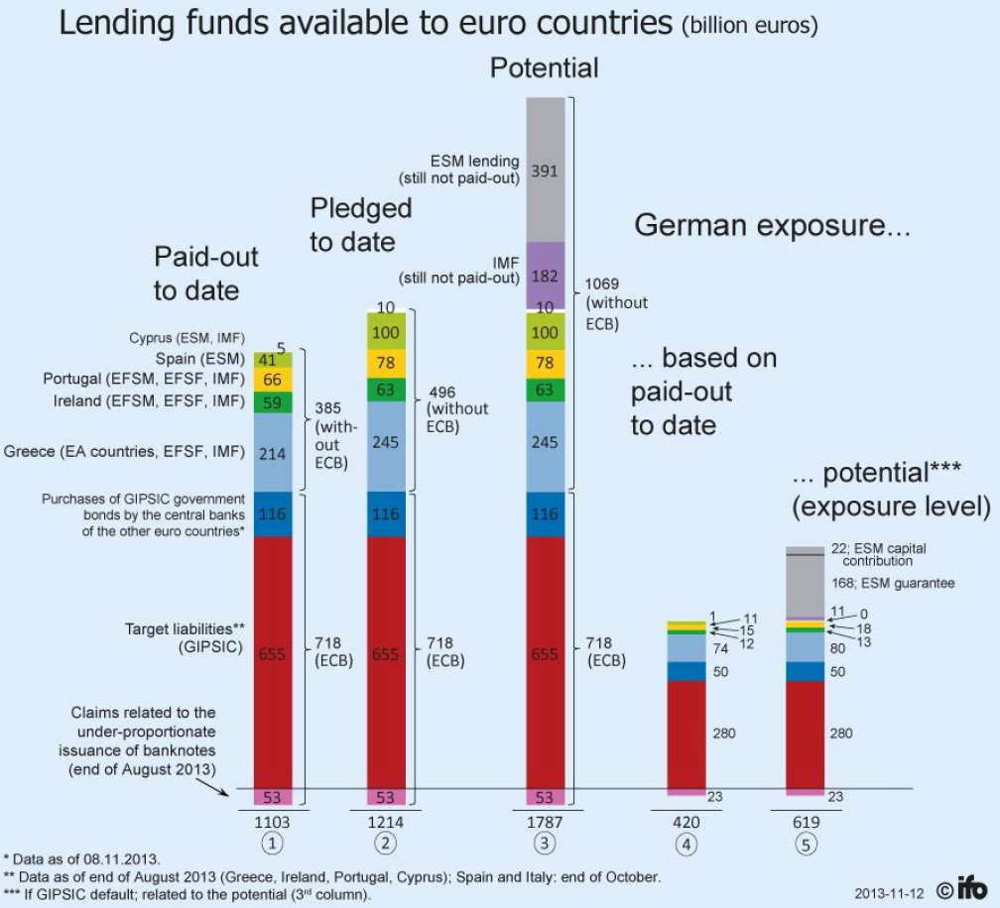 Lending funds available to euro countries (billion euros)
Potential
ESM lending
(still not paid-out)
391
Pledged
to date
German exposure...
Paid-out
to date
IMF
(still not paid-out)
182
1069
(without
ECB)
10
10
Cyprus (ESM, IMF)
5
100
100
Spain (ESM)
41
... based on
paid-out
to date
Portugal (EFSM, EFSF, IMF)
66
78
78
Ireland (EFSM, EFSF, IMF)
59
63
63
385
(with-
out
ECB)
496
(without
ECB)
Greece (EA countries, EFSF, IMF)
214
245
245
... potential***
(exposure level)
Purchases of GIPSIC government
bonds by the central banks
of the other euro countries*
116
116
116
22; ESM capital
contribution
168; ESM guarantee
Target liabilities**
(GIPSIC)
655
718
(ECB)
655
718
(ECB)
655
718
(ECB)
1
11
15
12
74
50
280
23
11
0
18
13
80
50
280
23
Claims related to the
under-proportionate
issuance of banknotes
(end of August 2013)
53
53
53
1103
1214
1787
420
619
1
2
3
4
5
* Data as of 08.11.2013.
** Data as of end of August 2013 (Greece, Ireland, Portugal, Cyprus); Spain and Italy: end of October.
*** If GIPSIC default; related to the potential (3rd column).
2013-11-12 © ifo